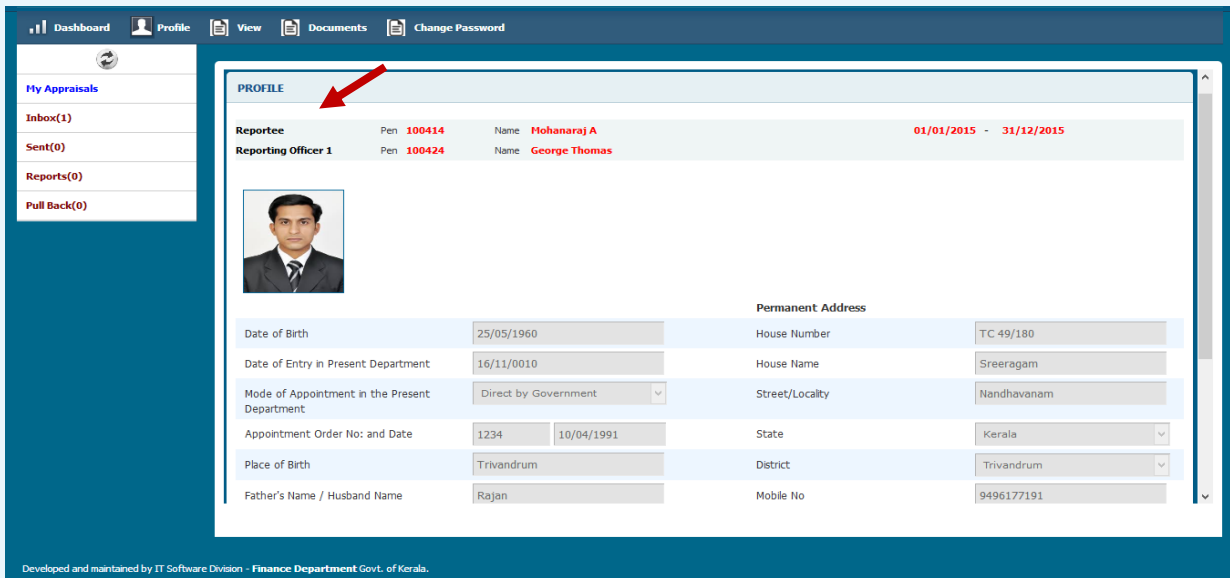 Dashboard Profile View Documents Change Password
My Appraisals
Inbox(1)
Sent(0)
Reports(0)
Pull Back(0)
PROFILE
Reportee Pen 100414 Name Mohanaraj A 01/01/2015 - 31/12/2015
Reporting Officer 1 Pen 100424 Name George Thomas
Permanent Address
Date of Birth 25/05/1960 House Number TC 49/180
Date of Entry in Present Department 16/11/0010 House Name Sreeragam
Mode of Appointment in the Present Direct by Government Street/Locality Nandhavanam
Department
Appointment Order No: and Date 1234 10/04/1991 State Kerala
Place of Birth Trivandrum District Trivandrum
Father's Name / Husband Name Rajan Mobile No 9496177191
Developed and maintained by IT Software Division - Finance Department Govt. of Kerala.